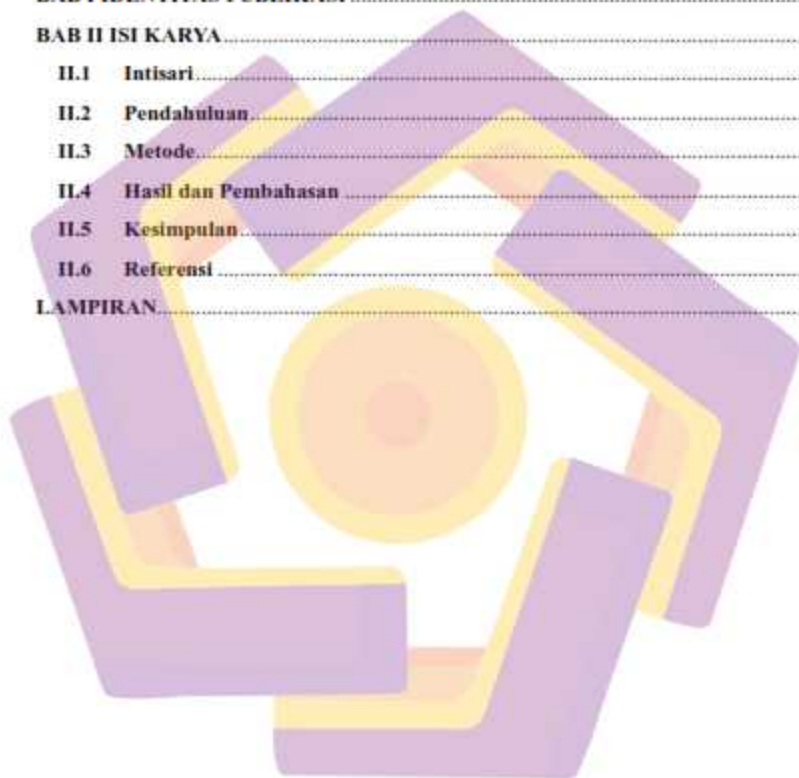 BAB II ISI KARYA
II.1 Intisari
II.2 Pendahuluan
II.3 Metode
II.4 Hasil dan Pembahasan
II.5 Kesimpulan
II.6 Referensi
LAMPIRAN